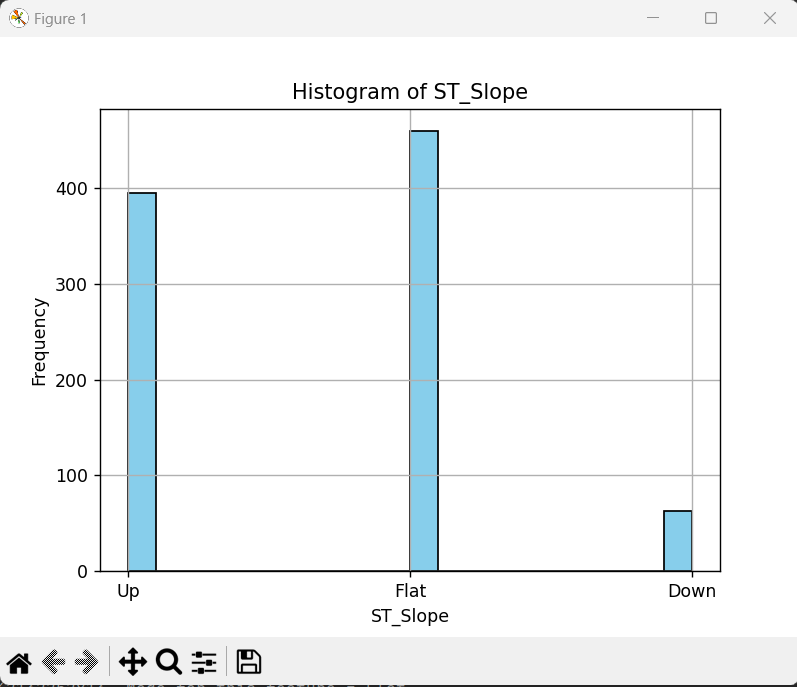 Figure 1
Histogram of ST_Slope
Frequency
400
300
200
100
0
Up Flat Down
ST_Slope